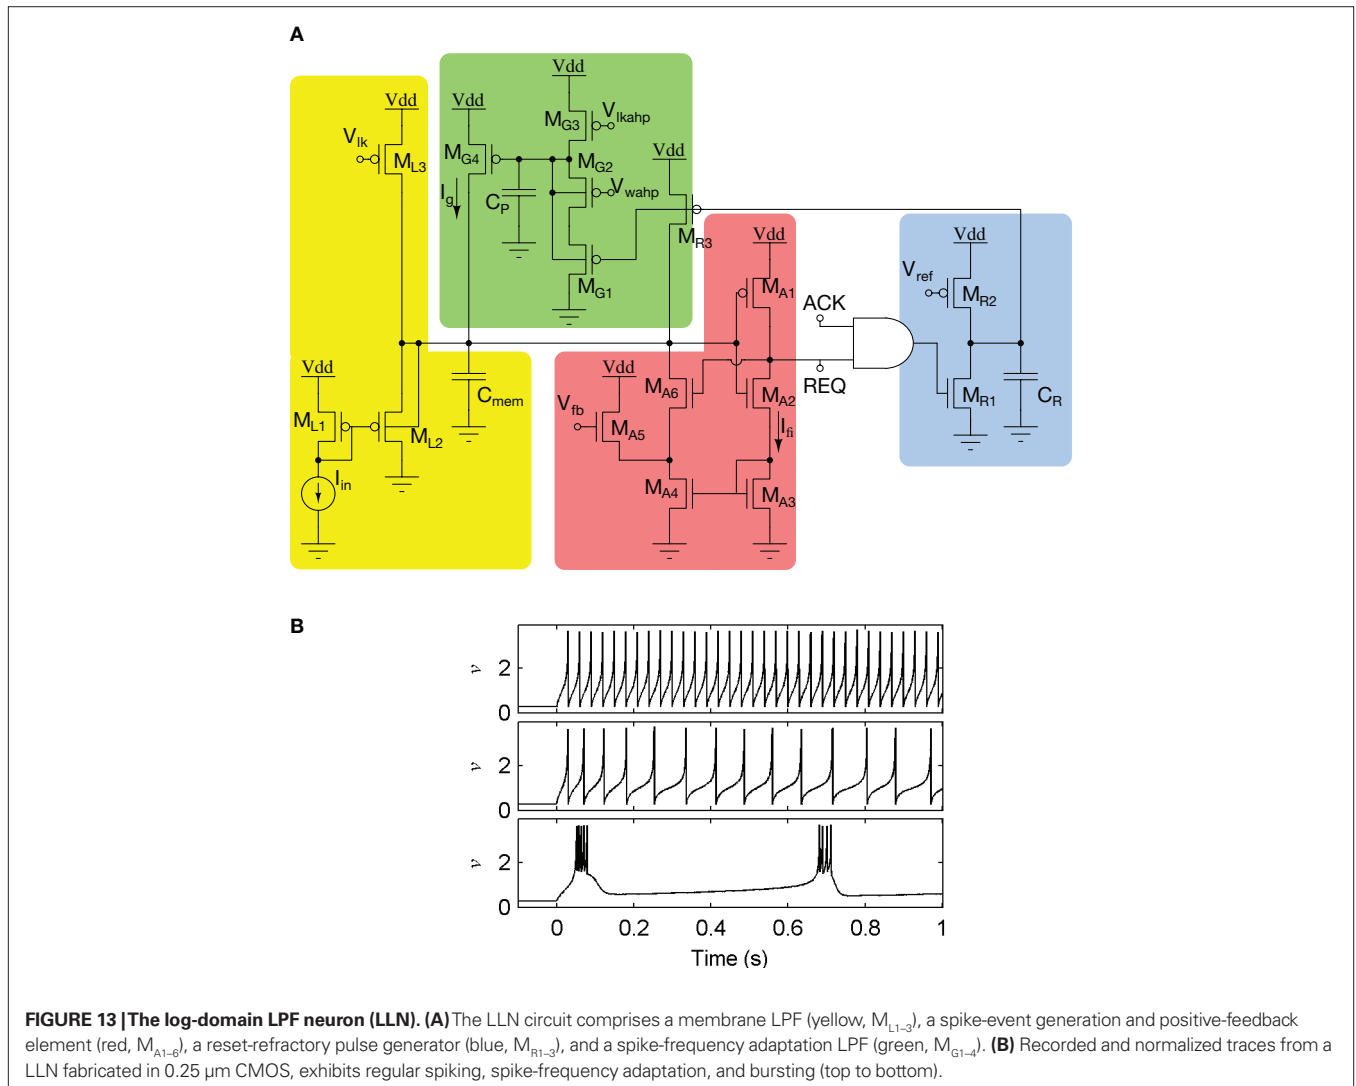 A
Vdd
Vdd
Vdd
Vlkahp
MG3
Vdd
Vlk
ML3
MG4
MG2
Vwahp
Ig
CP
MR3
MG1
Vdd
Vdd
MA1
Vref
MR2
ACK
Vdd
Vdd
REQ
Cmem
MA6
MA2
MR1
CR
Vfb
MA5
Ifi
ML1
ML2
Iin
MA4
MA3
B
v
2
0
v
2
0
v
2
0
0 0.2 0.4 0.6 0.8 1
Time (s)
FIGURE 13 | The log-domain LPF neuron (LLN). (A) The LLN circuit comprises a membrane LPF (yellow, ML1–3), a spike-event generation and positive-feedback
element (red, MA1–6), a reset-refractory pulse generator (blue, MR1–3), and a spike-frequency adaptation LPF (green, MG1–4). (B) Recorded and normalized traces from a
LLN fabricated in 0.25 μm CMOS, exhibits regular spiking, spike-frequency adaptation, and bursting (top to bottom).